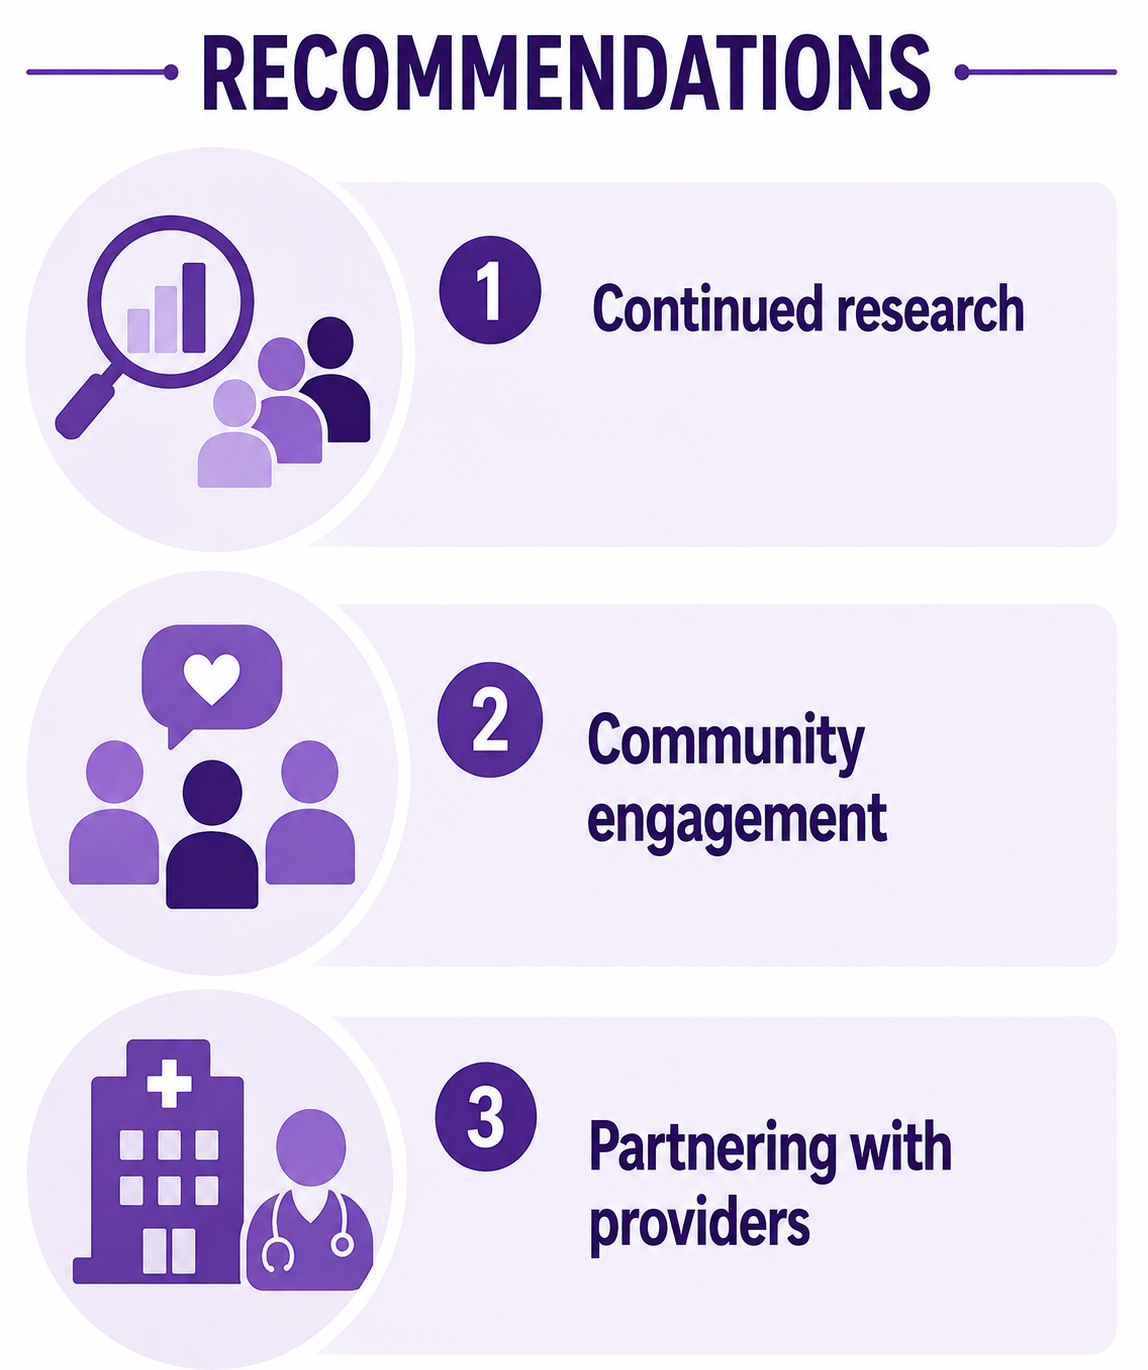 RECOMMENDATIONS
1
Continued research
2
Community
engagement
3
Partnering with
providers